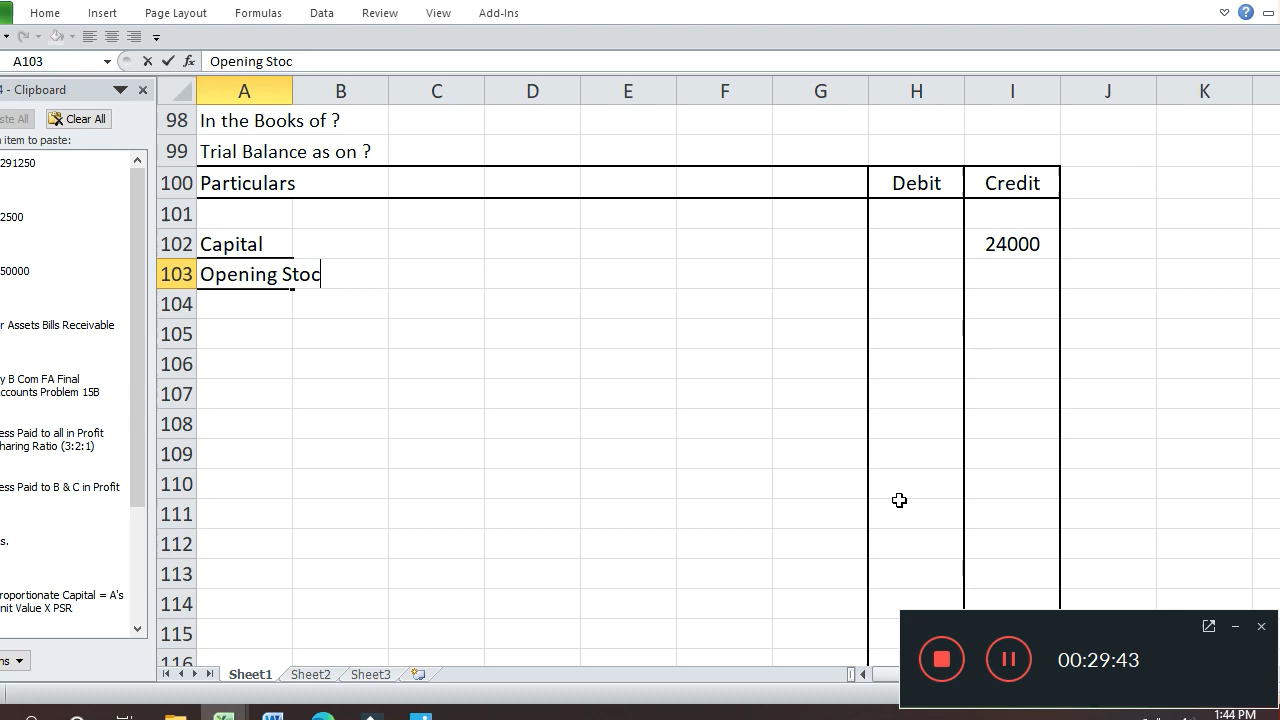 Home Insert Page Layout Formulas Data Review View Add-Ins
A103 fx Opening Stoc
- Clipboard
Clear All
item to paste:
291250
2500
50000
Assets Bills Receivable
y B Com FA Final
ccounts Problem 15B
ess Paid to all in Profit
haring Ratio (3:2:1)
ess Paid to B & C in Profit
s.
roportionate Capital = A's
nit Value X PSR
A B C D E F G H I J K
98 In the Books of ?
99 Trial Balance as on ?
100 Particulars Debit Credit
101
102 Capital 24000
103 Opening Stoc
104
105
106
107
108
109
110
111
112
113
114
115
116
Sheet1 Sheet2 Sheet3
00:29:43
1:44 PM